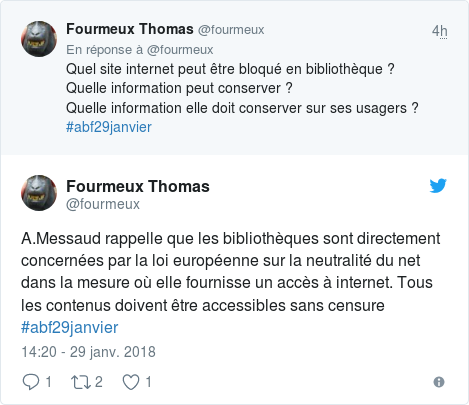 Fourmeux Thomas @fourmeux 4h
En réponse à @fourmeux
Quel site internet peut être bloqué en bibliothèque ?
Quelle information peut conserver ?
Quelle information elle doit conserver sur ses usagers ?
#abf29janvier
Fourmeux Thomas
@fourmeux
A.Messaud rappelle que les bibliothèques sont directement
concernées par la loi européenne sur la neutralité du net
dans la mesure où elle fournisse un accès à internet. Tous
les contenus doivent être accessibles sans censure
#abf29janvier
14:20 - 29 janv. 2018
1 2 1